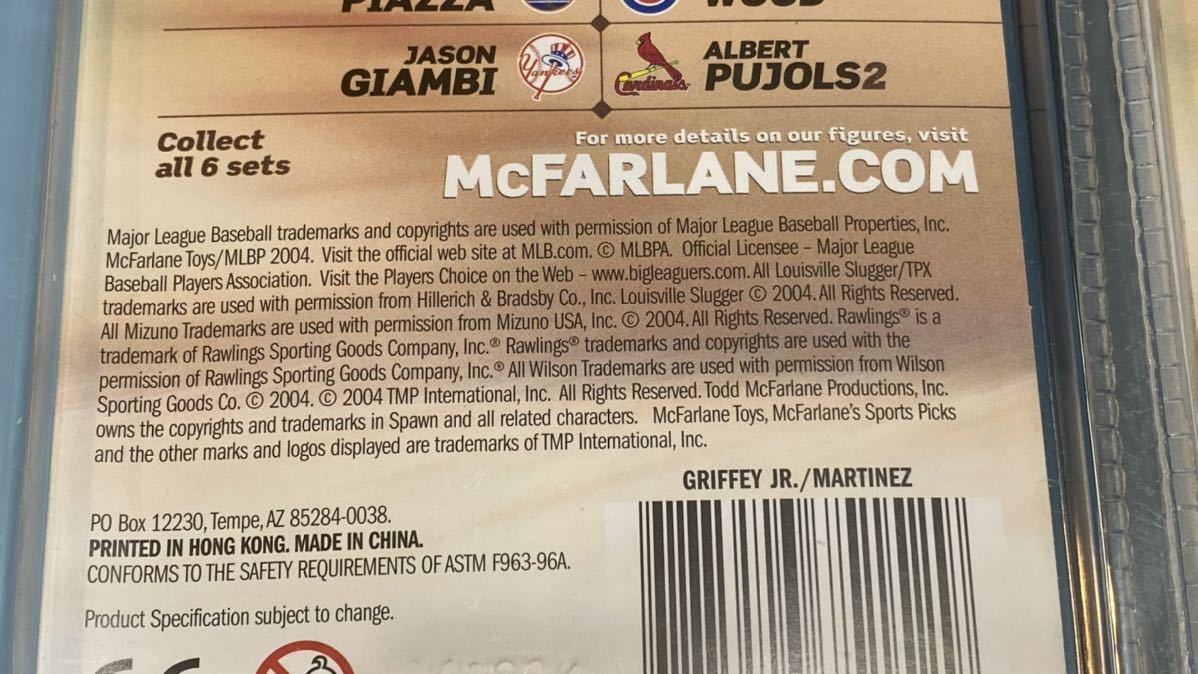 PIAZZA
WOOD
JASON
GIAMBI
Yankees
Cardinals
ALBERT
PUJOLS2
Collect
all 6 sets
For more details on our figures, visit
McFARLANE.COM
Major League Baseball trademarks and copyrights are used with permission of Major League Baseball Properties, Inc.
McFarlane Toys/MLBP 2004. Visit the official web site at MLB.com. © MLBPA. Official Licensee – Major League
Baseball Players Association. Visit the Players Choice on the Web – www.bigleaguers.com. All Louisville Slugger/TPX
trademarks are used with permission from Hillerich & Bradsby Co., Inc. Louisville Slugger © 2004. All Rights Reserved.
All Mizuno Trademarks are used with permission from Mizuno USA, Inc. © 2004. All Rights Reserved. Rawlings® is a
trademark of Rawlings Sporting Goods Company, Inc.® Rawlings® trademarks and copyrights are used with the
permission of Rawlings Sporting Goods Company, Inc.® All Wilson Trademarks are used with permission from Wilson
Sporting Goods Co. © 2004. © 2004 TMP International, Inc. All Rights Reserved. Todd McFarlane Productions, Inc.
owns the copyrights and trademarks in Spawn and all related characters. McFarlane Toys, McFarlane's Sports Picks
and the other marks and logos displayed are trademarks of TMP International, Inc.
GRIFFEY JR./MARTINEZ
PO Box 12230, Tempe, AZ 85284-0038.
PRINTED IN HONG KONG. MADE IN CHINA.
CONFORMS TO THE SAFETY REQUIREMENTS OF ASTM F963-96A.
Product Specification subject to change.
CE